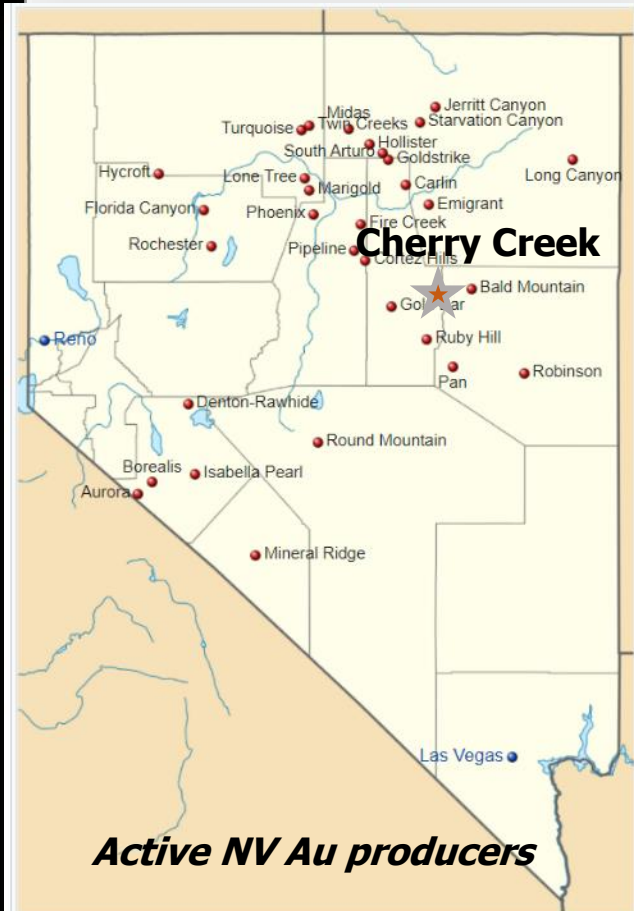 Jerritt Canyon
Midas
Starvation Canyon
Turquoise
Twin Creeks
Hollister
South Arturo
Goldstrike
Long Canyon
Hycroft
Lone Tree
Carlin
Marigold
Emigrant
Florida Canyon
Phoenix
Fire Creek
Rochester
Pipeline
Cherry Creek
Cortez Hills
Bald Mountain
Ruby Hill
Reno
Pan
Robinson
Denton-Rawhide
Round Mountain
Borealis
Isabella Pearl
Aurora
Mineral Ridge
Las Vegas
Active NV Au producers